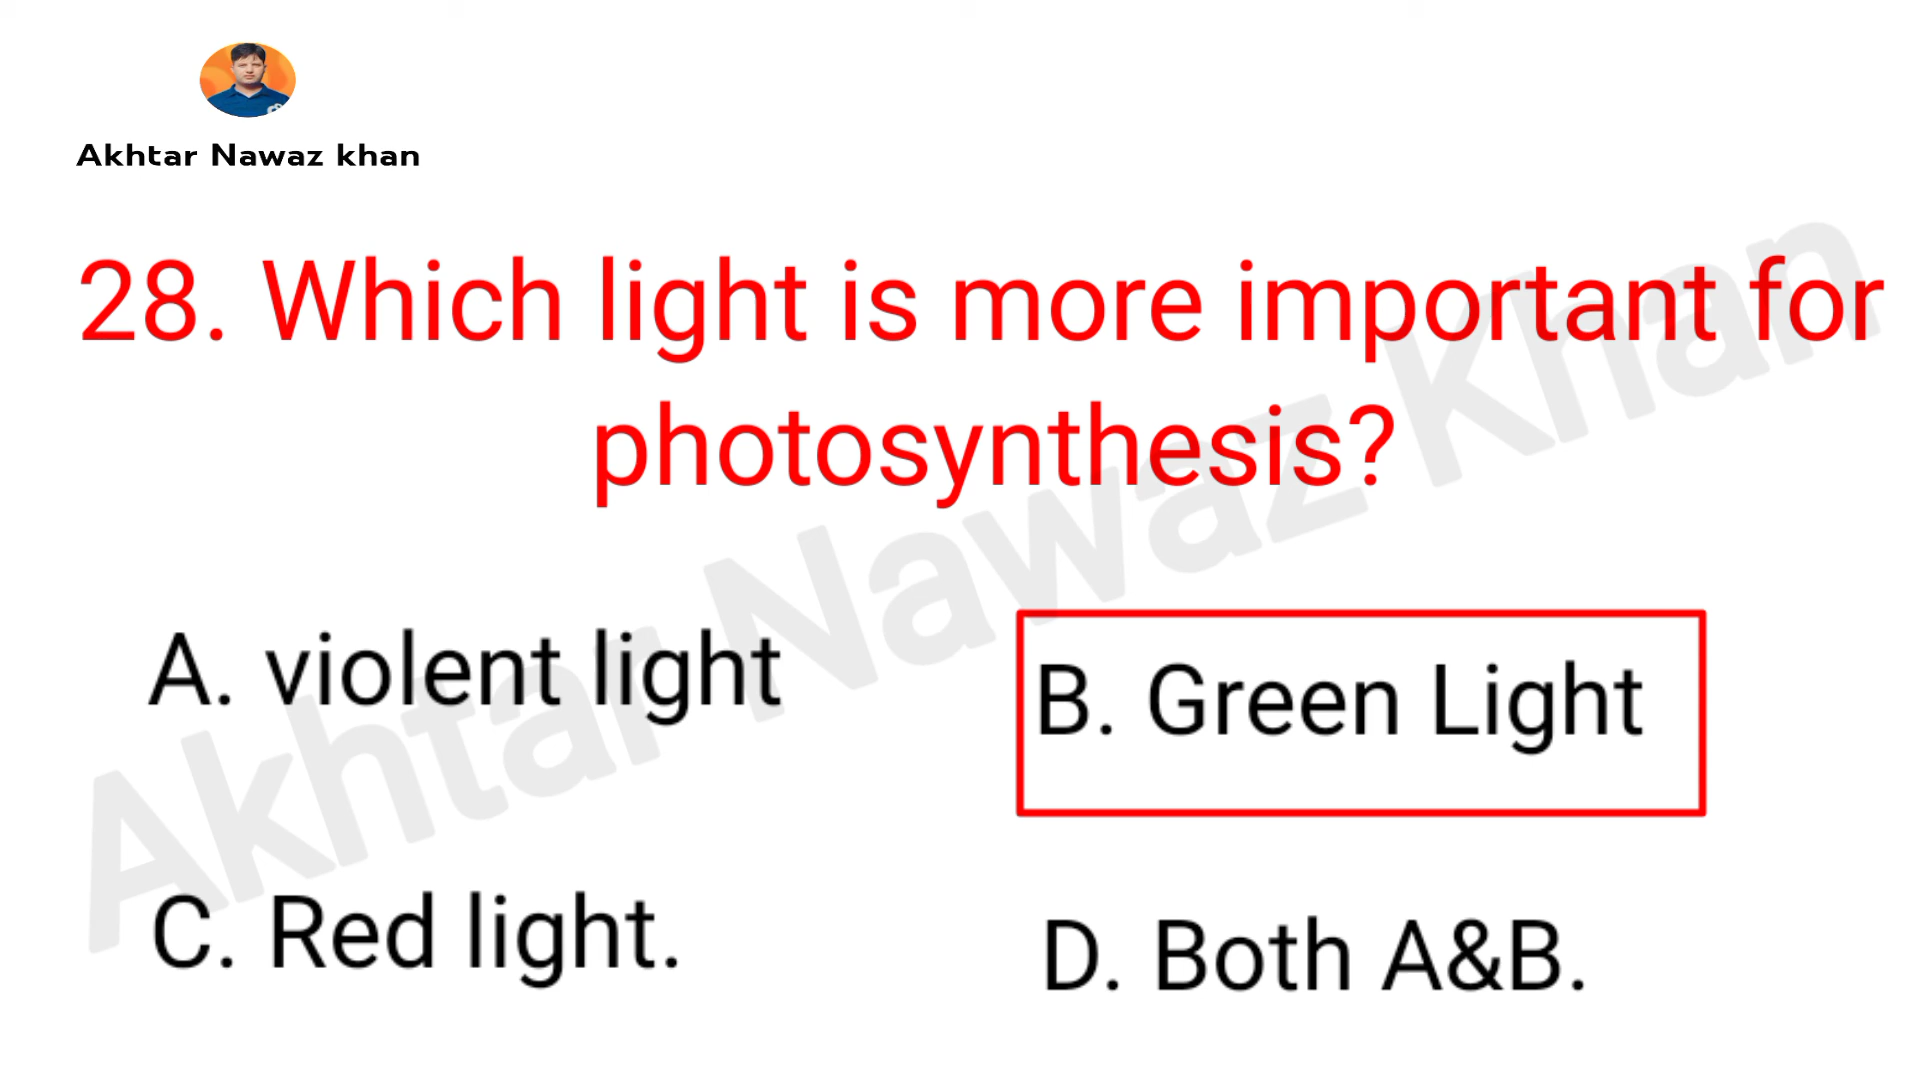 Akhtar Nawaz khan
28. Which light is more important for
photosynthesis?
A. violent light
B. Green Light
C. Red light.
D. Both A&B.
Akhtar Nawaz Khan